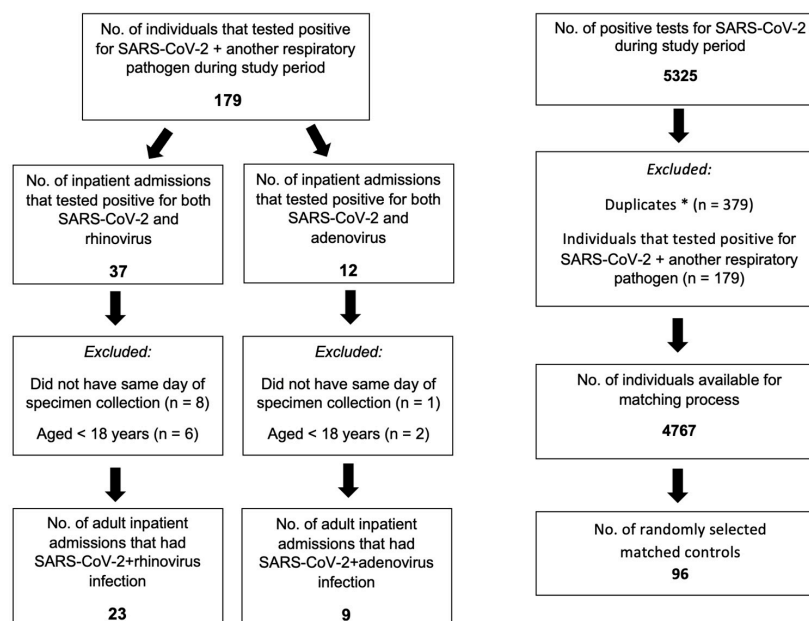 No. of individuals that tested positive
for SARS-CoV-2 + another respiratory
pathogen during study period
179
No. of inpatient admissions
that tested positive for both
SARS-CoV-2 and
rhinovirus
37
No. of inpatient admissions
that tested positive for both
SARS-CoV-2 and
adenovirus
12
Excluded:
Did not have same day of
specimen collection (n = 8)
Aged < 18 years (n = 6)
Excluded:
Did not have same day of
specimen collection (n = 1)
Aged < 18 years (n = 2)
No. of adult inpatient
admissions that had
SARS-CoV-2+rhinovirus
infection
23
No. of adult inpatient
admissions that had
SARS-CoV-2+adenovirus
infection
9
No. of positive tests for SARS-CoV-2
during study period
5325
Excluded:
Duplicates * (n = 379)
Individuals that tested positive for
SARS-CoV-2 + another respiratory
pathogen (n = 179)
No. of individuals available for
matching process
4767
No. of randomly selected
matched controls
96